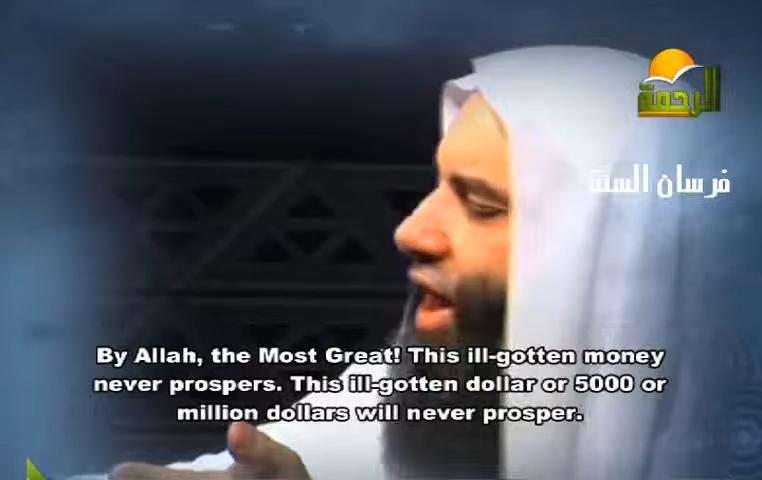 الرحمة
فرسان السنة
By Allah, the Most Great! This ill-gotten money
never prospers. This ill-gotten dollar or 5000 or
million dollars will never prosper.